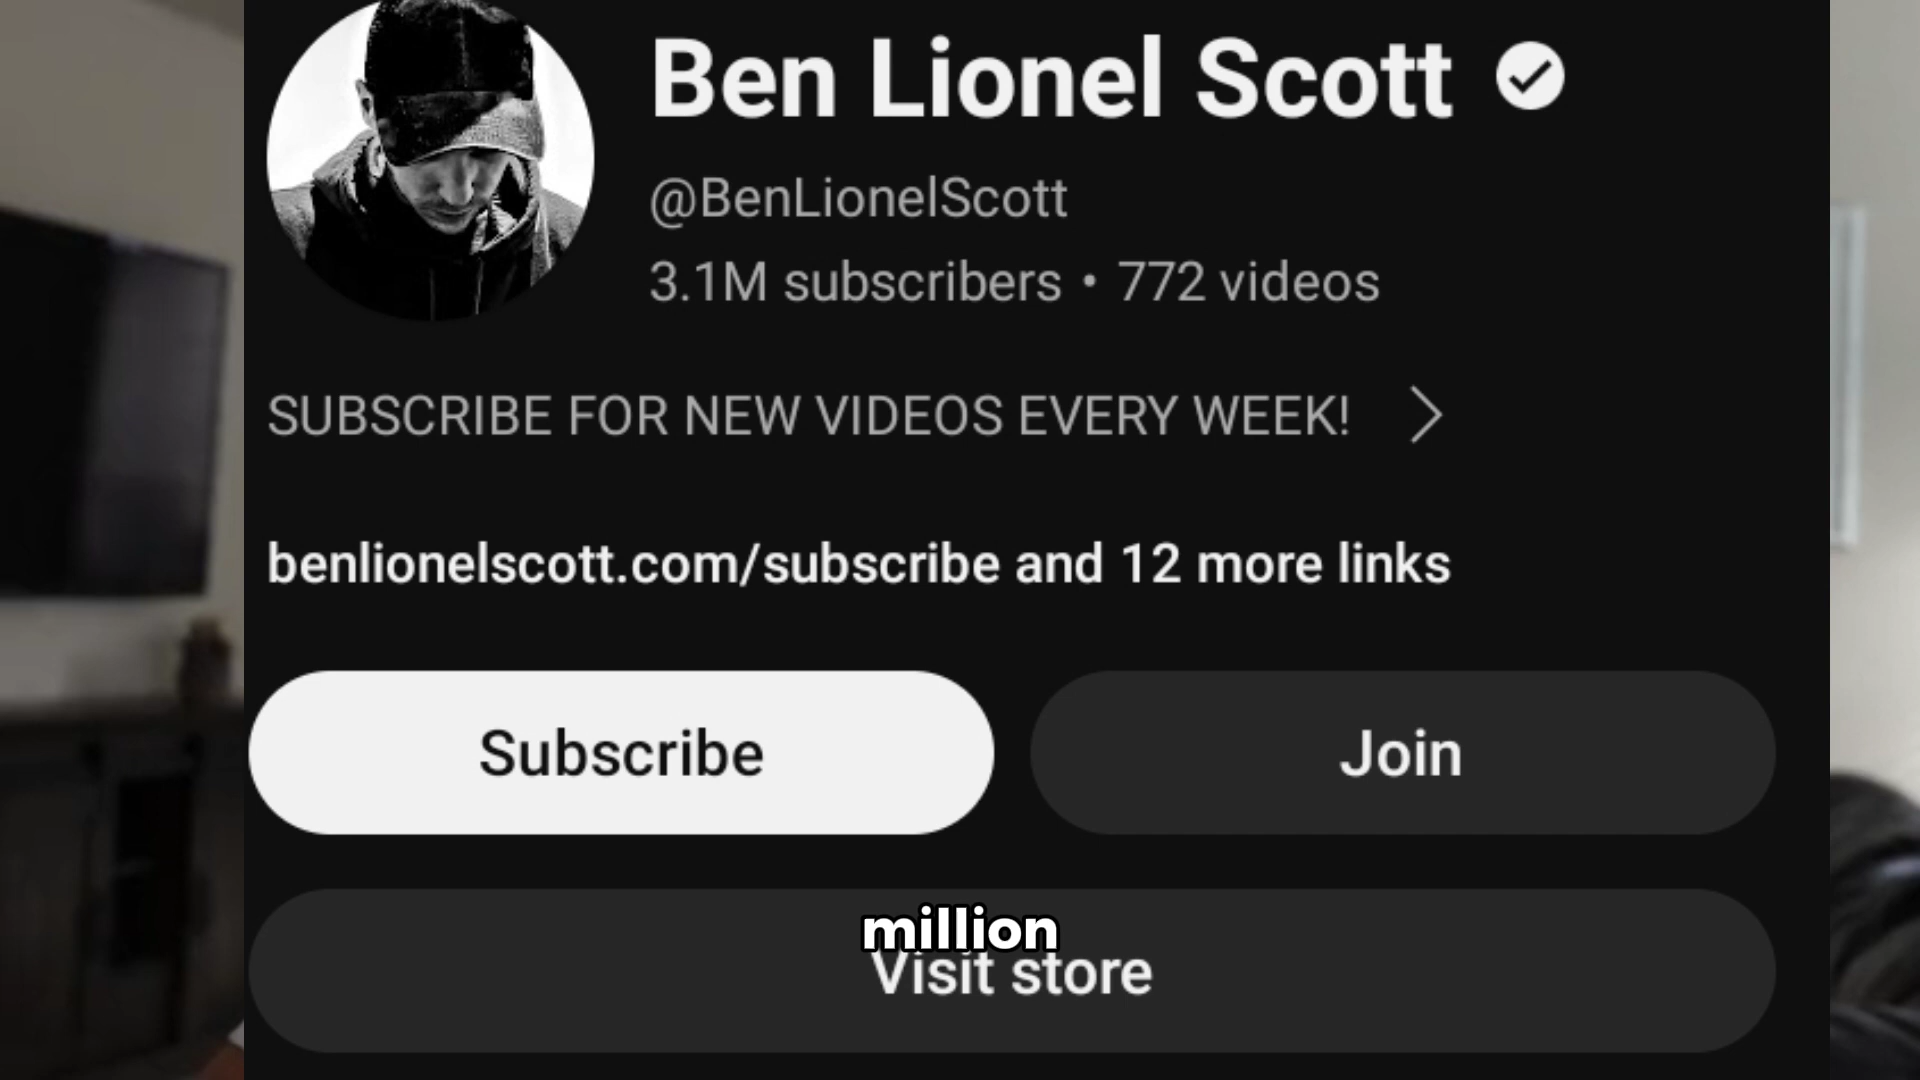 Ben Lionel Scott
@BenLionelScott
3.1M subscribers • 772 videos
SUBSCRIBE FOR NEW VIDEOS EVERY WEEK!
benlionelscott.com/subscribe and 12 more links
Subscribe
Join
million
Visit store